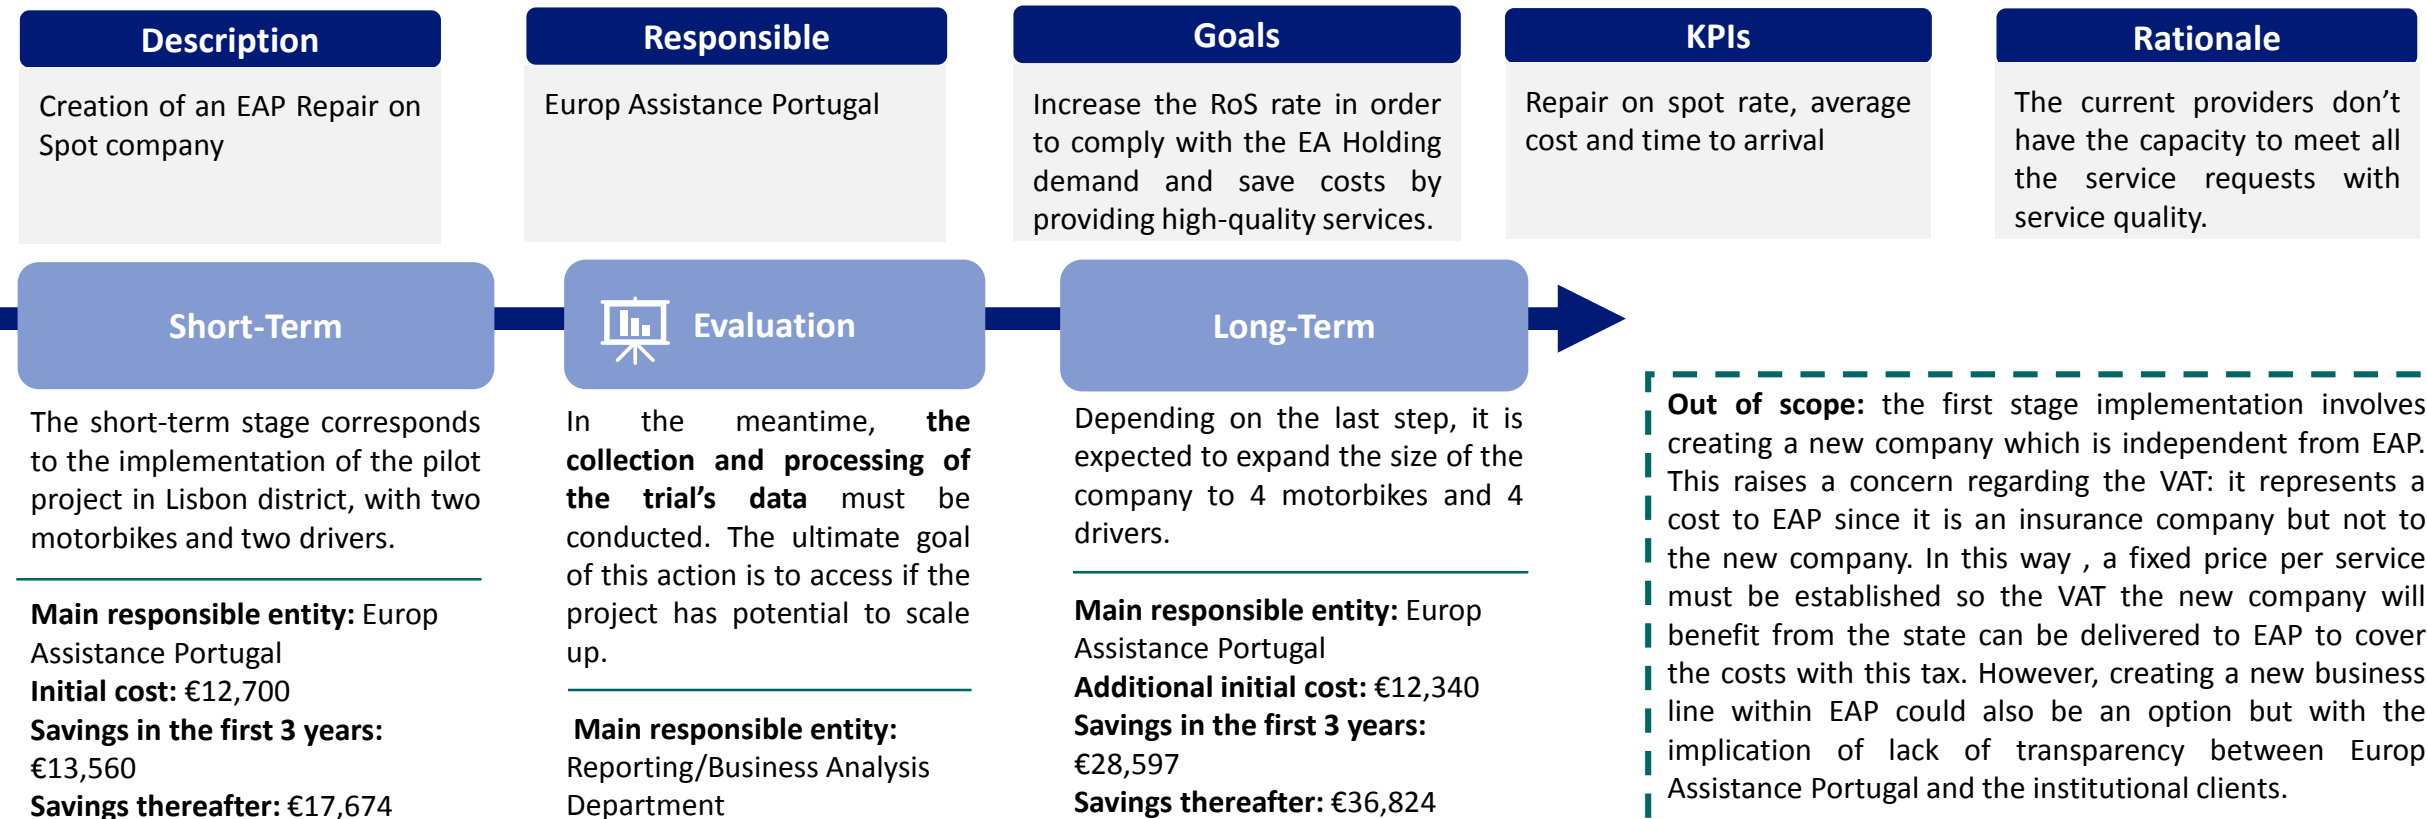 Description
Creation of an EAP Repair on
Spot company
Responsible
Europ Assistance Portugal
Goals
Increase the RoS rate in order
to comply with the EA Holding
demand and save costs by
providing high-quality services.
KPIs
Repair on spot rate, average
cost and time to arrival
Rationale
The current providers don’t
have the capacity to meet all
the service requests with
service quality.
Short-Term
The short-term stage corresponds
to the implementation of the pilot
project in Lisbon district, with two
motorbikes and two drivers.
Main responsible entity: Europ
Assistance Portugal
Initial cost: €12,700
Savings in the first 3 years:
€13,560
Savings thereafter: €17,674
Evaluation
In the meantime, the
collection and processing of
the trial’s data must be
conducted. The ultimate goal
of this action is to access if the
project has potential to scale
up.
Main responsible entity:
Reporting/Business Analysis
Department
Long-Term
Depending on the last step, it is
expected to expand the size of the
company to 4 motorbikes and 4
drivers.
Main responsible entity: Europ
Assistance Portugal
Additional initial cost: €12,340
Savings in the first 3 years:
€28,597
Savings thereafter: €36,824
Out of scope: the first stage implementation involves
creating a new company which is independent from EAP.
This raises a concern regarding the VAT: it represents a
cost to EAP since it is an insurance company but not to
the new company. In this way , a fixed price per service
must be established so the VAT the new company will
benefit from the state can be delivered to EAP to cover
the costs with this tax. However, creating a new business
line within EAP could also be an option but with the
implication of lack of transparency between Europ
Assistance Portugal and the institutional clients.